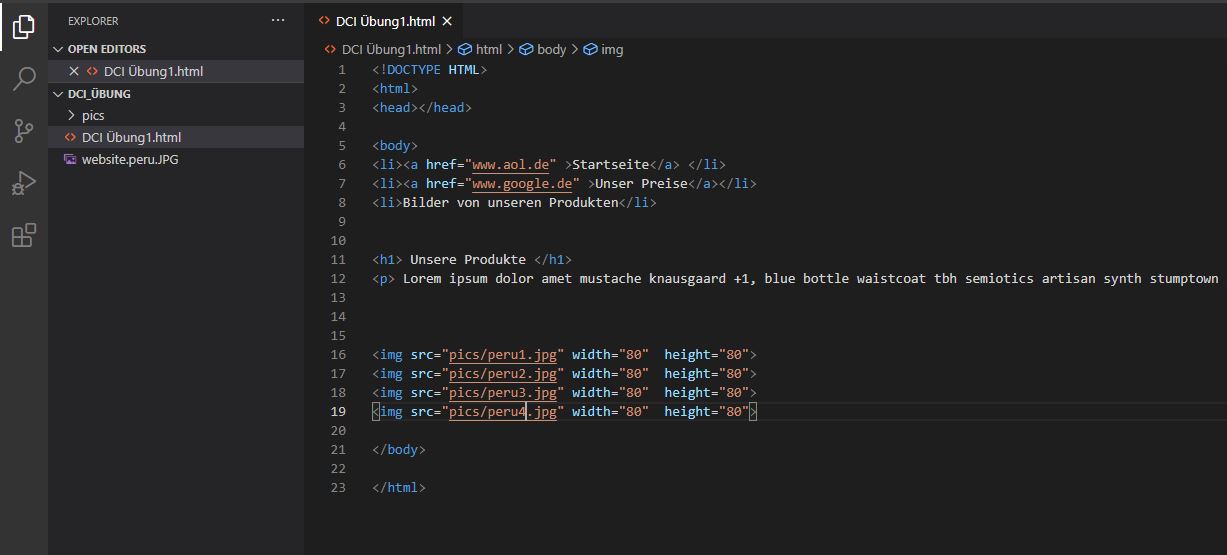 EXPLORER ...
OPEN EDITORS
DCI Übung1.html
DCI_ÜBUNG
pics
DCI Übung1.html
website.peru.JPG
DCI Übung1.html
DCI Übung1.html > html > body > img
1 <!DOCTYPE HTML>
2 <html>
3 <head></head>
4
5 <body>
6 <li><a href="www.aol.de" >Startseite</a> </li>
7 <li><a href="www.google.de" >Unser Preise</a></li>
8 <li>Bilder von unseren Produkten</li>
9
10
11 <h1> Unsere Produkte </h1>
12 <p> Lorem ipsum dolor amet mustache knausgaard +1, blue bottle waistcoat tbh semiotics artisan synth stumptown
13
14
15
16 <img src="pics/peru1.jpg" width="80"  height="80">
17 <img src="pics/peru2.jpg" width="80"  height="80">
18 <img src="pics/peru3.jpg" width="80"  height="80">
19 <img src="pics/peru4.jpg" width="80"  height="80">
20
21 </body>
22
23 </html>